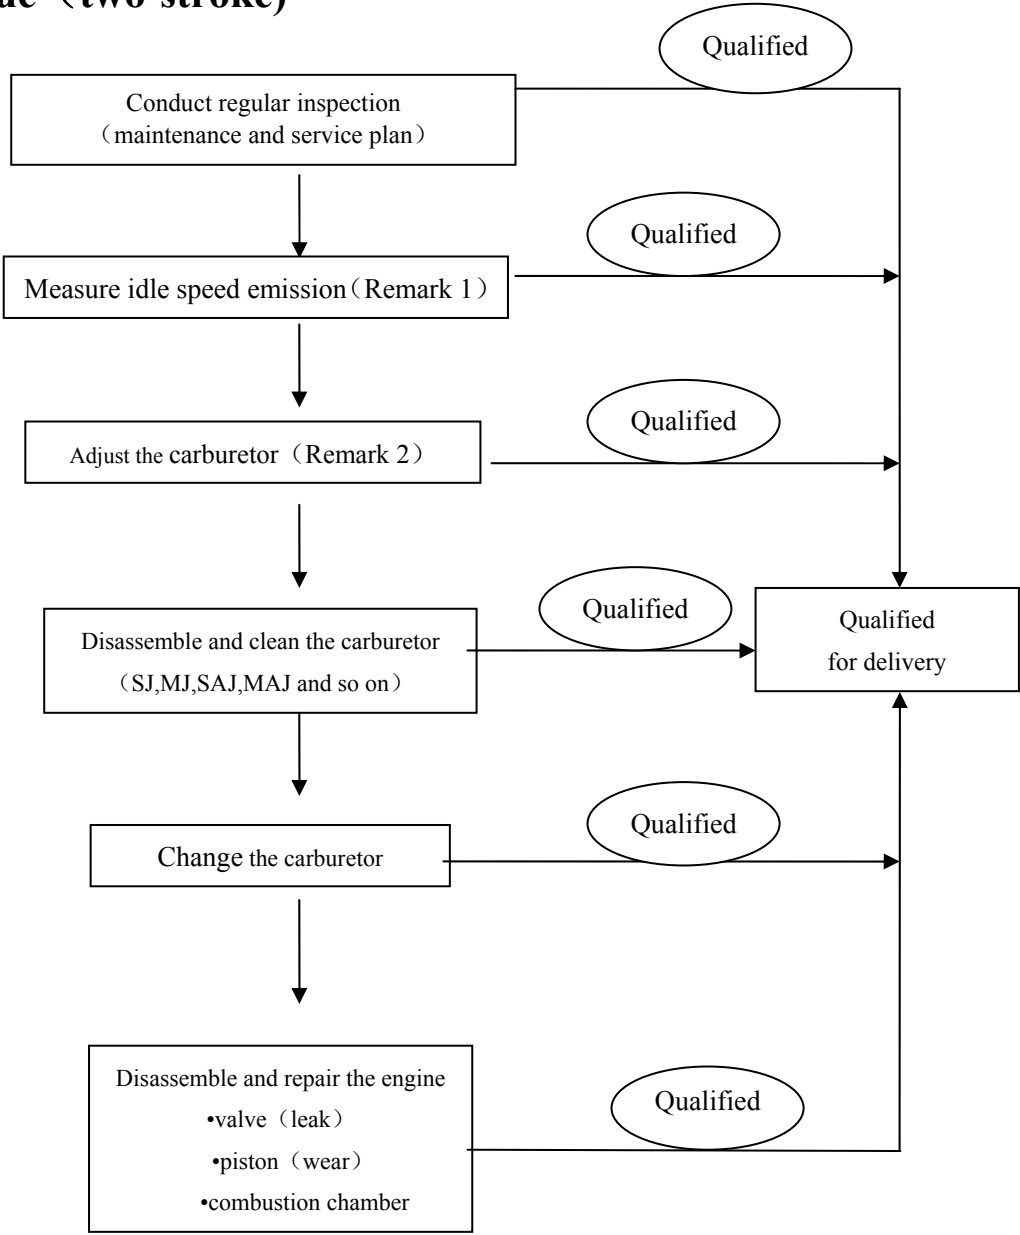 (two-stroke)
Qualified
Conduct regular inspection
（maintenance and service plan）
Qualified
Measure idle speed emission（Remark 1）
Qualified
Adjust the carburetor（Remark 2）
Qualified
Disassemble and clean the carburetor
（SJ,MJ,SAJ,MAJ and so on）
Qualified
for delivery
Qualified
Change the carburetor
Disassemble and repair the engine
•valve（leak）
•piston（wear）
•combustion chamber
Qualified